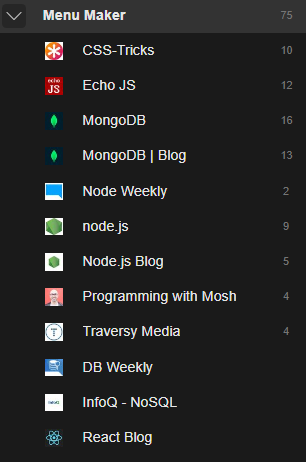 Menu Maker 75
CSS-Tricks 10
echo JS Echo JS 12
MongoDB 16
MongoDB | Blog 13
Node Weekly 2
node.js 9
Node.js Blog 5
Programming with Mosh 4
Traversy Media 4
DB Weekly
InfoQ InfoQ - NoSQL
React Blog